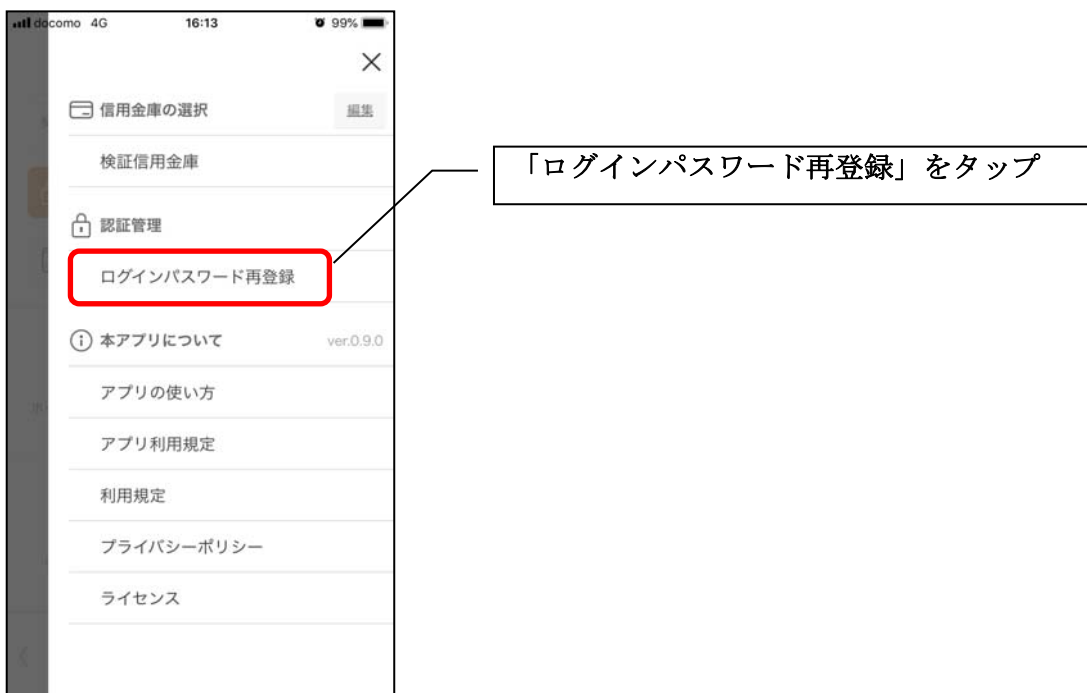 docomo 4G 16:13 99%
信用金庫の選択 編集
検証信用金庫
「ログインパスワード再登録」をタップ
認証管理
ログインパスワード再登録
本アプリについて ver.0.9.0
アプリの使い方
アプリ利用規定
利用規定
プライバシーポリシー
ライセンス